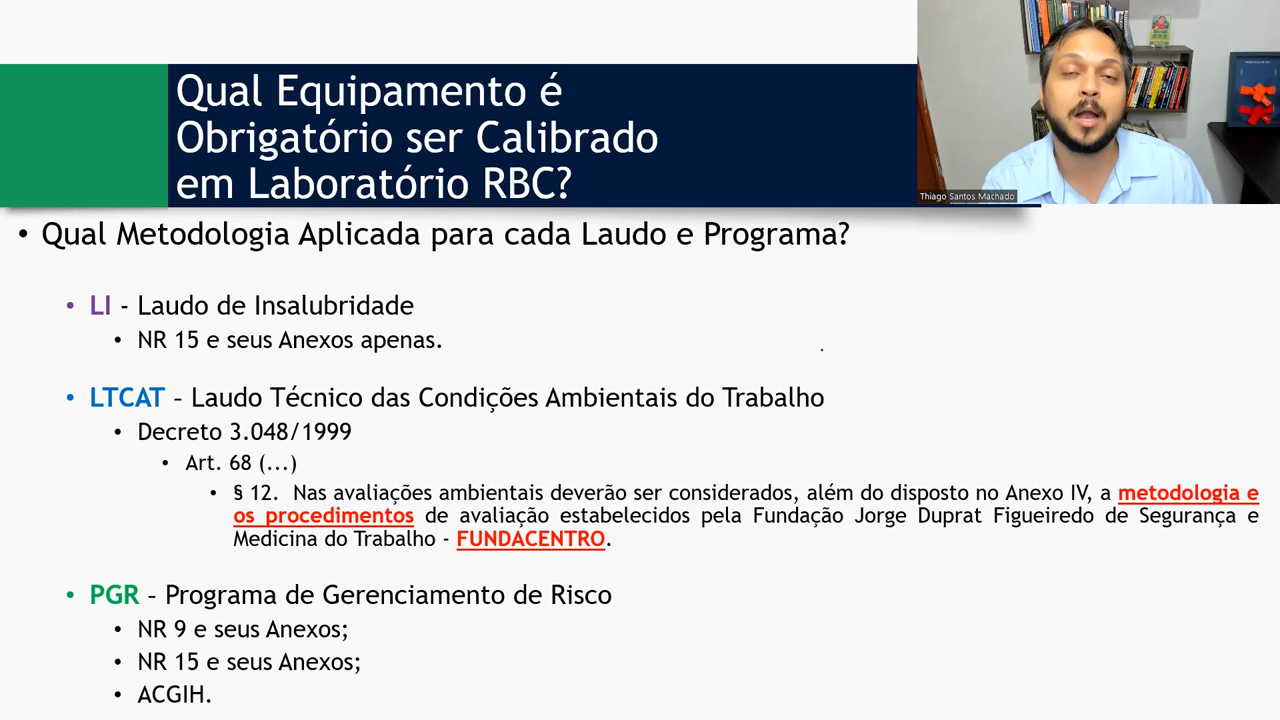 Qual Equipamento é
Obrigatório ser Calibrado
em Laboratório RBC?
Thiago Santos Machado
• Qual Metodologia Aplicada para cada Laudo e Programa?
• LI - Laudo de Insalubridade
• NR 15 e seus Anexos apenas.
• LTCAT – Laudo Técnico das Condições Ambientais do Trabalho
• Decreto 3.048/1999
• Art. 68 (...)
• § 12. Nas avaliações ambientais deverão ser considerados, além do disposto no Anexo IV, a metodologia e
os procedimentos de avaliação estabelecidos pela Fundação Jorge Duprat Figueiredo de Segurança e
Medicina do Trabalho - FUNDACENTRO.
• PGR – Programa de Gerenciamento de Risco
• NR 9 e seus Anexos;
• NR 15 e seus Anexos;
• ACGIH.